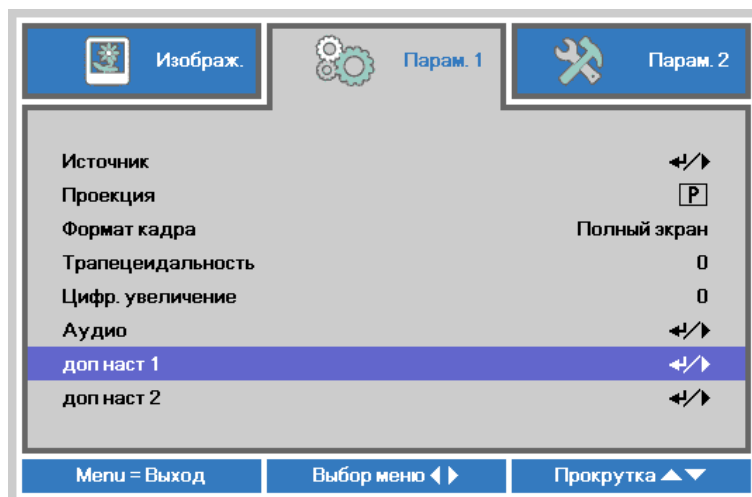 Изображ. Парам. 1 Парам. 2
Источник
Проекция P
Формат кадра Полный экран
Трапецеидальность 0
Цифр. увеличение 0
Аудио
доп наст 1
доп наст 2
Menu = Выход Выбор меню Прокрутка